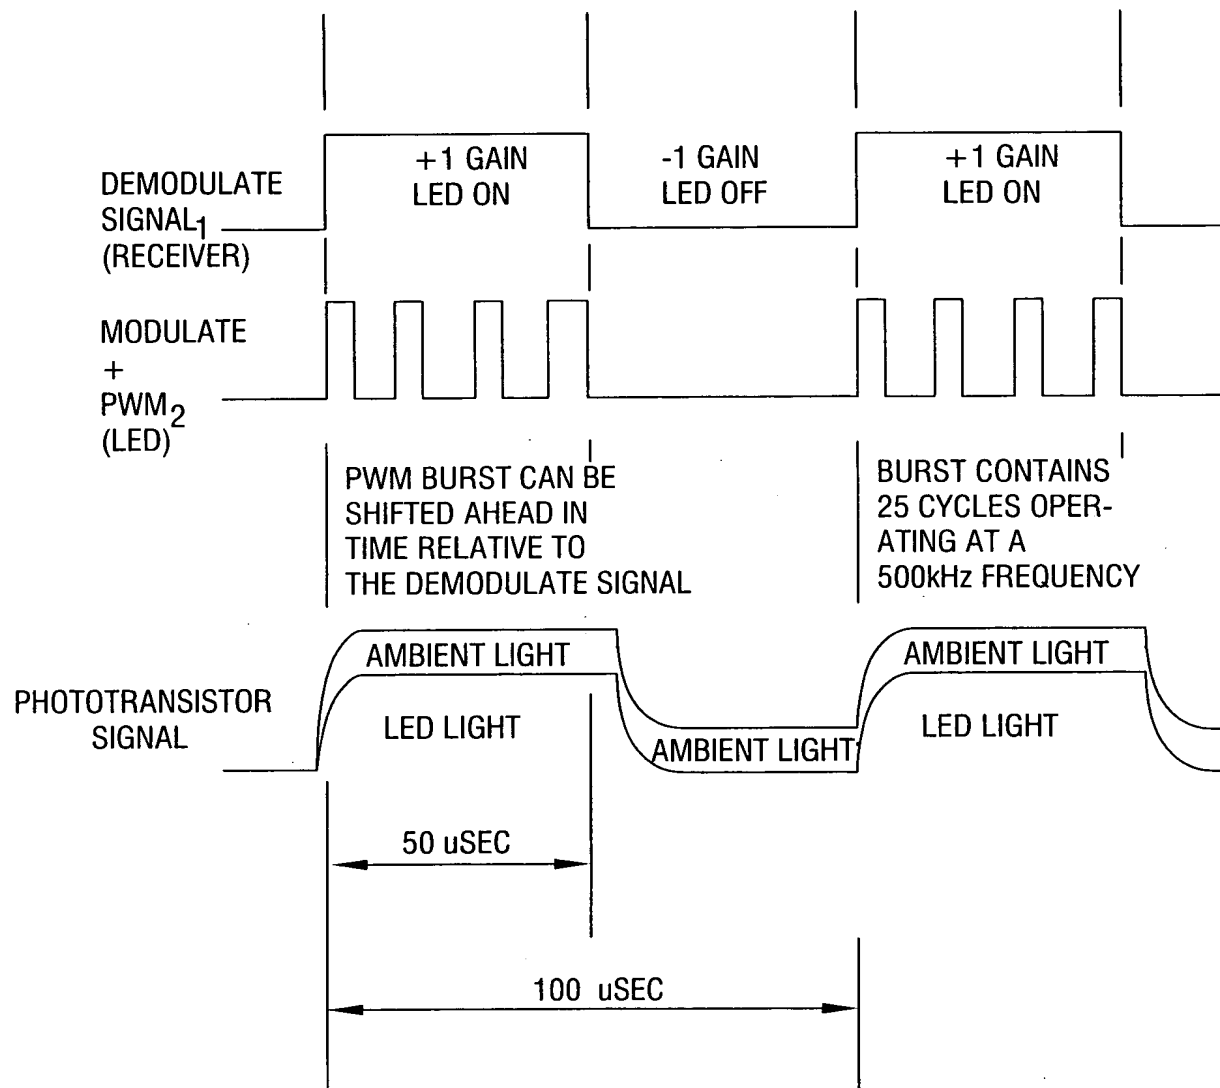 +1 GAIN
LED ON
-1 GAIN
LED OFF
+1 GAIN
LED ON
DEMODULATE
SIGNAL1
(RECEIVER)
MODULATE
+
PWM2
(LED)
PWM BURST CAN BE
SHIFTED AHEAD IN
TIME RELATIVE TO
THE DEMODULATE SIGNAL
BURST CONTAINS
25 CYCLES OPER-
ATING AT A
500kHz FREQUENCY
PHOTOTRANSISTOR
SIGNAL
AMBIENT LIGHT
LED LIGHT
AMBIENT LIGHT
AMBIENT LIGHT
LED LIGHT
50 uSEC
100 uSEC